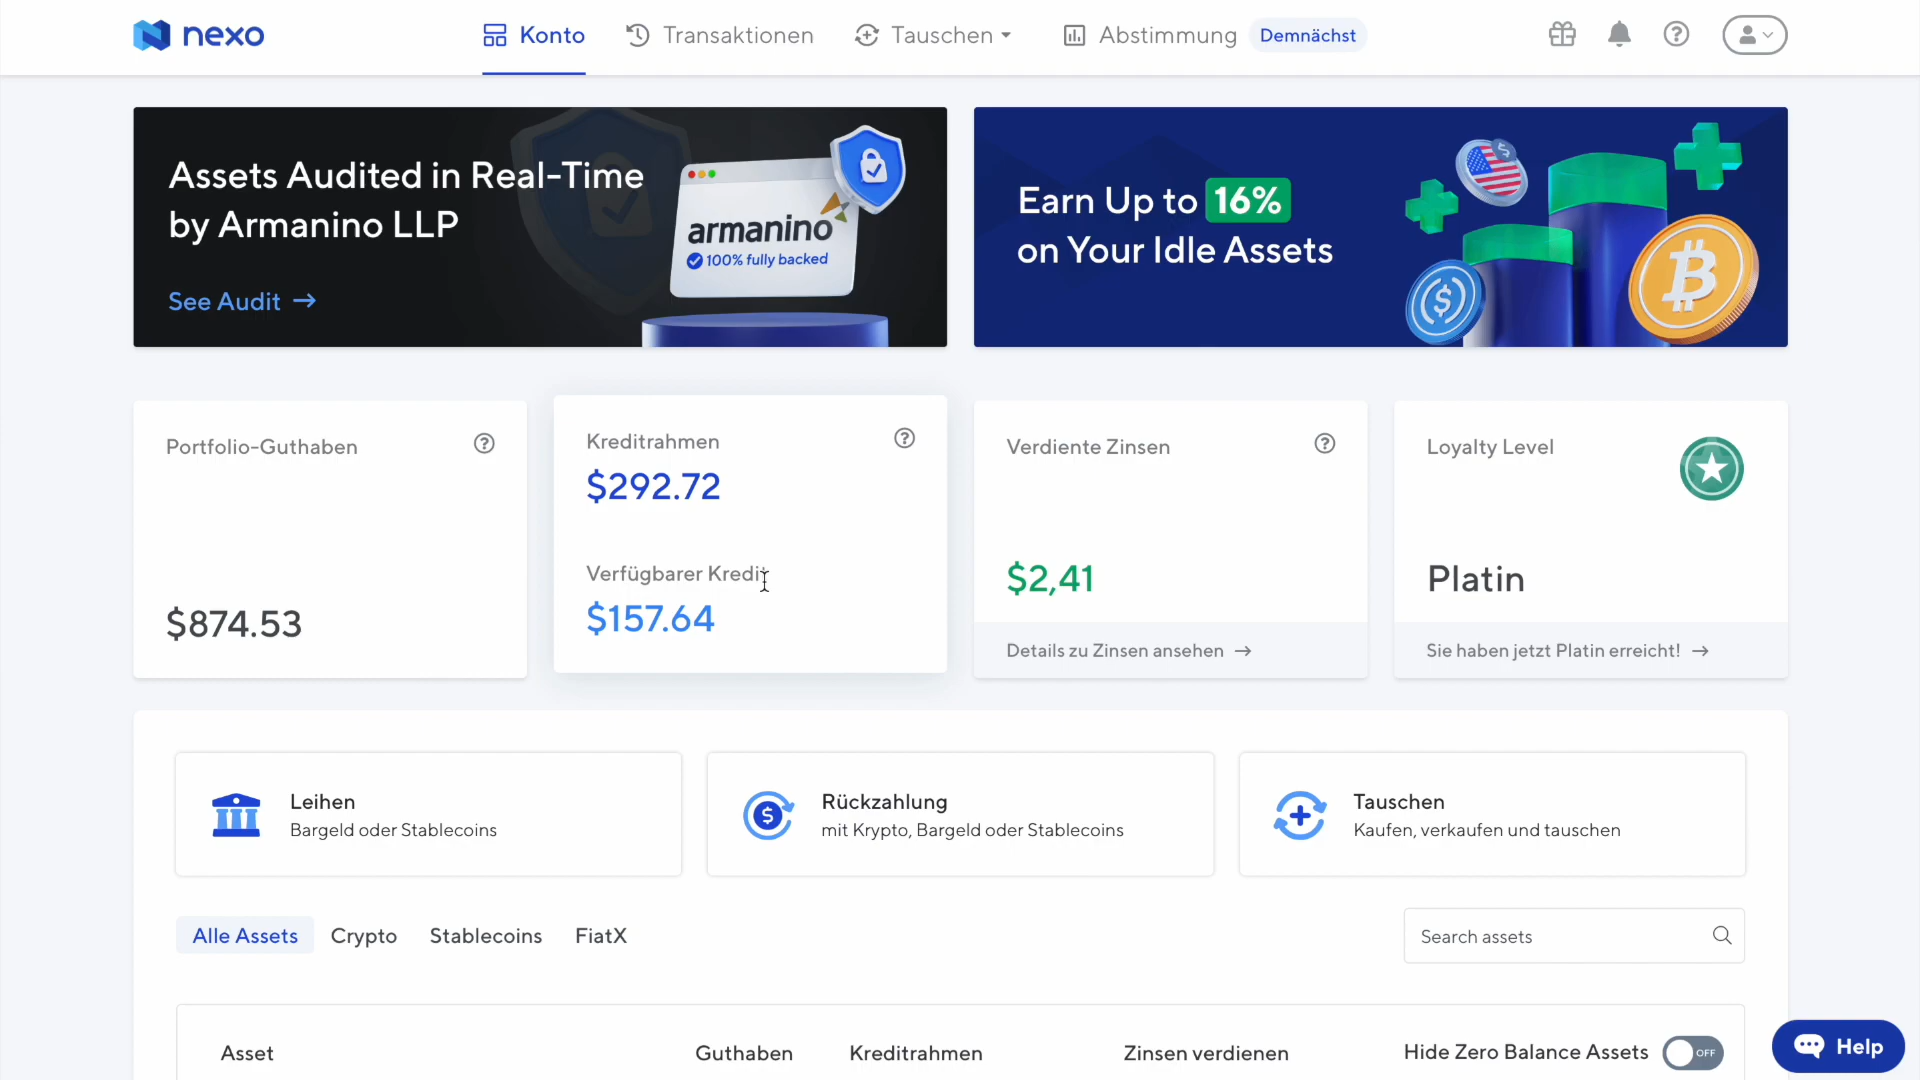 nexo
Konto
Transaktionen
Tauschen
Abstimmung
Demnächst
Assets Audited in Real-Time
by Armanino LLP
See Audit →
armanino
100% fully backed
Earn Up to 16%
on Your Idle Assets
Portfolio-Guthaben
$874.53
Kreditrahmen
$292.72
Verfügbarer Kredit
$157.64
Verdiente Zinsen
$2,41
Details zu Zinsen ansehen →
Loyalty Level
Platin
Sie haben jetzt Platin erreicht! →
Leihen
Bargeld oder Stablecoins
Rückzahlung
mit Krypto, Bargeld oder Stablecoins
Tauschen
Kaufen, verkaufen und tauschen
Alle Assets
Crypto
Stablecoins
FiatX
Search assets
Asset
Guthaben
Kreditrahmen
Zinsen verdienen
Hide Zero Balance Assets
OFF
Help